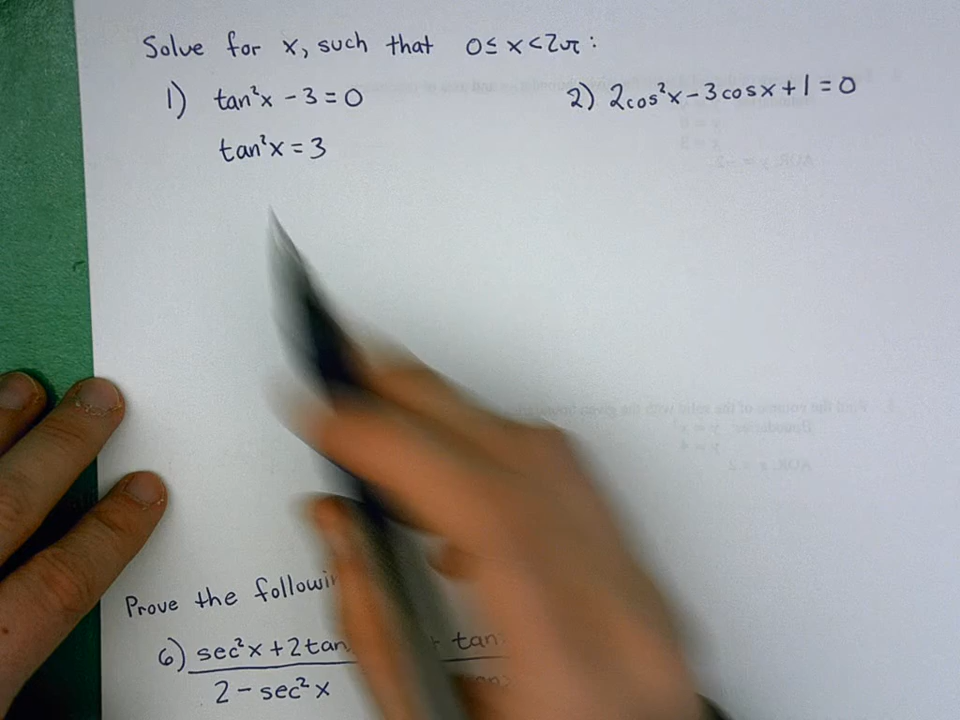 Solve for x, such that 0 ≤ x < 2π:
1) tan²x - 3 = 0
tan²x = 3
2) 2cos²x - 3cosx + 1 = 0
Prove the
6) sec²x + 2tan
2 - sec²x